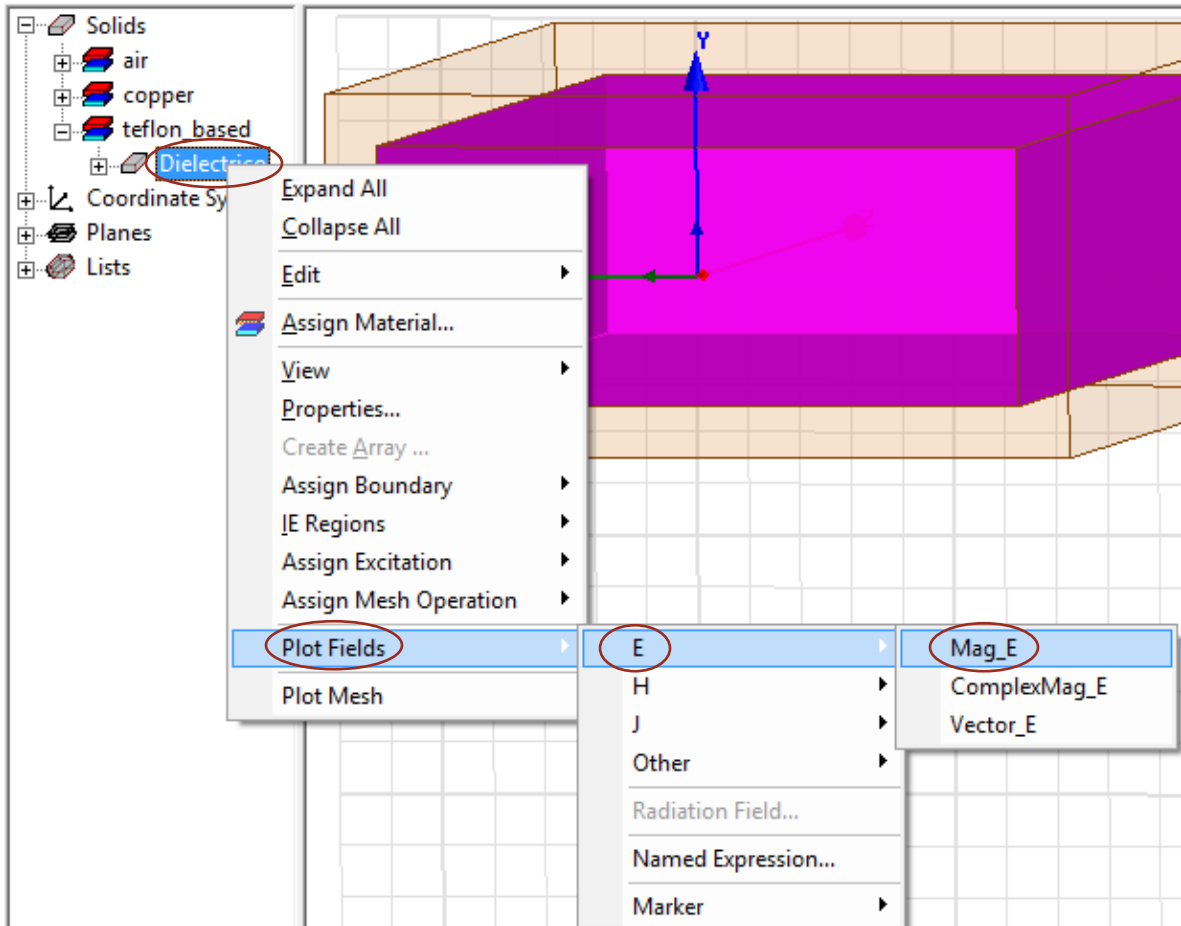 Solids
air
copper
teflon_based
Dielectrico
Coordinate Sy
Planes
Lists
Y
Expand All
Collapse All
Edit
Assign Material...
View
Properties...
Create Array ...
Assign Boundary
IE Regions
Assign Excitation
Assign Mesh Operation
Plot Fields
Plot Mesh
E
H
J
Other
Radiation Field...
Named Expression...
Marker
Mag_E
ComplexMag_E
Vector_E